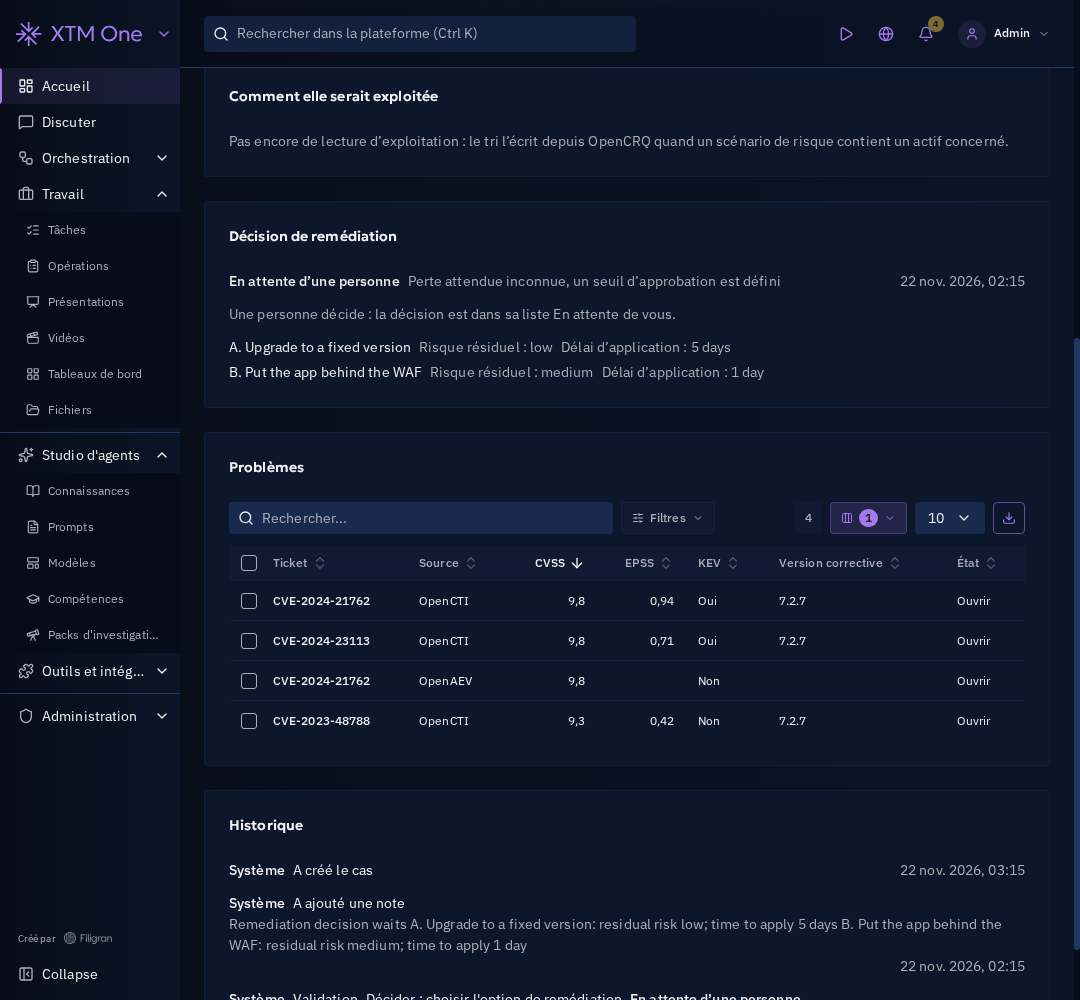 XTM One
Rechercher dans la plateforme (Ctrl K)
4
Admin
Accueil
Discuter
Orchestration
Travail
Tâches
Opérations
Présentations
Vidéos
Tableaux de bord
Fichiers
Studio d'agents
Connaissances
Prompts
Modèles
Compétences
Packs d'investigati...
Outils et intég...
Administration
Créé par Filigran
Collapse
Comment elle serait exploitée
Pas encore de lecture d’exploitation : le tri l’écrit depuis OpenCRQ quand un scénario de risque contient un actif concerné.
Décision de remédiation
En attente d’une personne Perte attendue inconnue, un seuil d’approbation est défini 22 nov. 2026, 02:15
Une personne décide : la décision est dans sa liste En attente de vous.
A. Upgrade to a fixed version Risque résiduel : low Délai d’application : 5 days
B. Put the app behind the WAF Risque résiduel : medium Délai d’application : 1 day
Problèmes
Rechercher... Filtres 4 1 10
Ticket Source CVSS EPSS KEV Version corrective État
CVE-2024-21762 OpenCTI 9,8 0,94 Oui 7.2.7 Ouvrir
CVE-2024-23113 OpenCTI 9,8 0,71 Oui 7.2.7 Ouvrir
CVE-2024-21762 OpenAEV 9,8 Non Ouvrir
CVE-2023-48788 OpenCTI 9,3 0,42 Non 7.2.7 Ouvrir
Historique
Système A créé le cas 22 nov. 2026, 03:15
Système A ajouté une note
Remediation decision waits A. Upgrade to a fixed version: residual risk low; time to apply 5 days B. Put the app behind the
WAF: residual risk medium; time to apply 1 day
22 nov. 2026, 02:15
Système Validation Décider : choisir l'option de remédiation En attente d’une personne